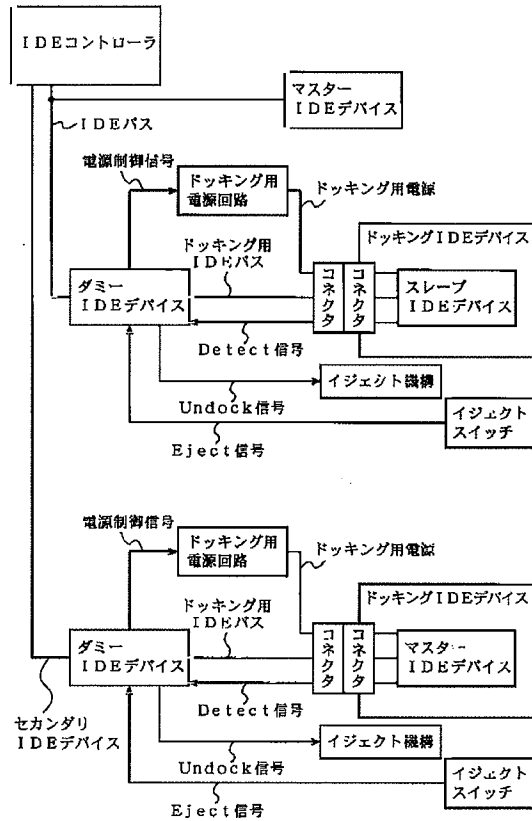 IDEコントローラ
マスター
IDEデバイス
IDEバス
電源制御信号
ドッキング用
電源回路
ドッキング用電源
ドッキングIDEデバイス
ドッキング用
IDEバス
コネクタ
コネクタ
スレーブ
IDEデバイス
ダミー
IDEデバイス
Detect信号
イジェクト機構
Undock信号
イジェクト
スイッチ
Eject信号
電源制御信号
ドッキング用
電源回路
ドッキング用電源
ドッキングIDEデバイス
ドッキング用
IDEバス
コネクタ
コネクタ
マスター
IDEデバイス
ダミー
IDEデバイス
Detect信号
セカンダリ
IDEデバイス
イジェクト機構
Undock信号
イジェクト
スイッチ
Eject信号